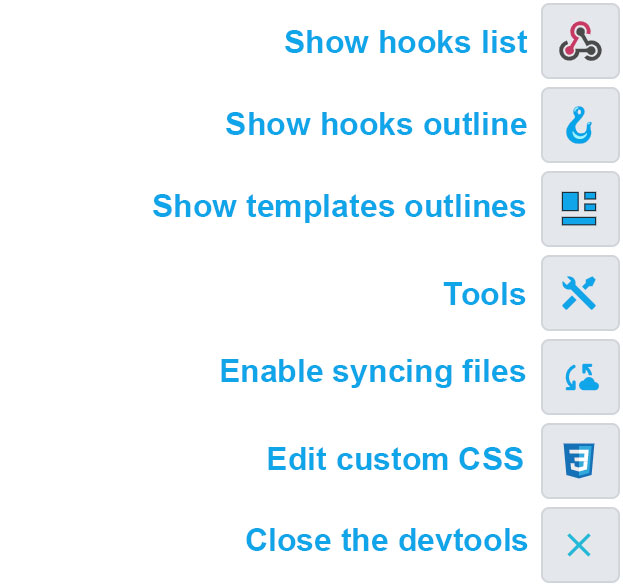 Show hooks list
Show hooks outline
Show templates outlines
Tools
Enable syncing files
Edit custom CSS
Close the devtools